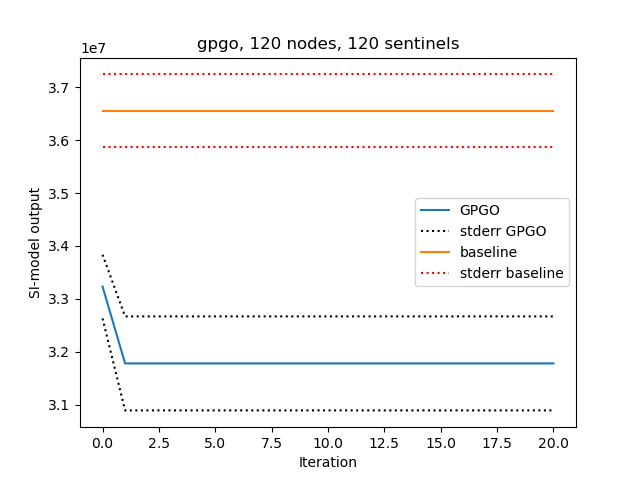 gpgo, 120 nodes, 120 sentinels
1e7
3.7
3.6
3.5
3.4
3.3
3.2
3.1
SI-model output
GPGO
stderr GPGO
baseline
stderr baseline
0.0 2.5 5.0 7.5 10.0 12.5 15.0 17.5 20.0
Iteration